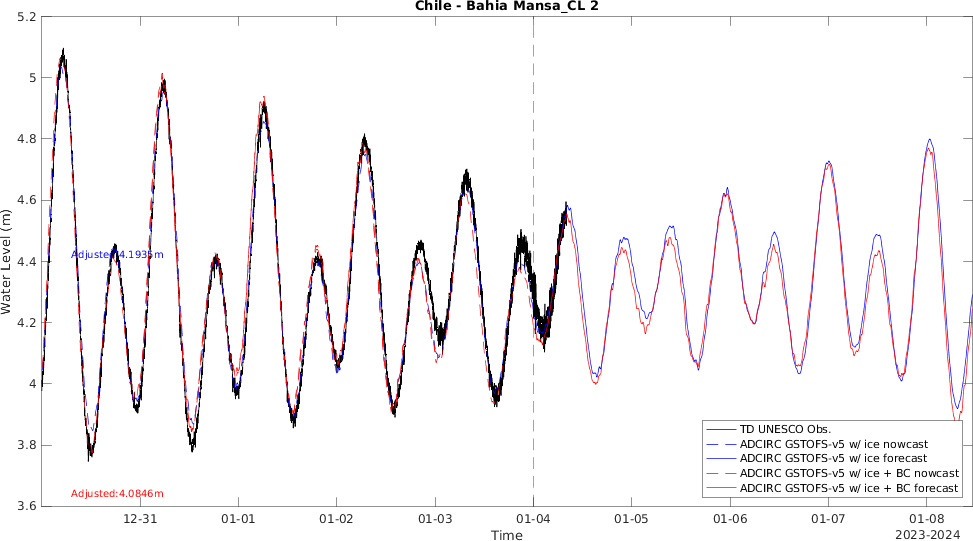 Chile - Bahia Mansa_CL 2
5.2
5
4.8
4.6
4.4
4.2
4
3.8
3.6
Water Level (m)
Adjusted:4.1935m
Adjusted:4.0846m
TD UNESCO Obs.
ADCIRC GSTOFS-v5 w/ ice nowcast
ADCIRC GSTOFS-v5 w/ ice forecast
ADCIRC GSTOFS-v5 w/ ice + BC nowcast
ADCIRC GSTOFS-v5 w/ ice + BC forecast
12-31 01-01 01-02 01-03 01-04 01-05 01-06 01-07 01-08
Time
2023-2024